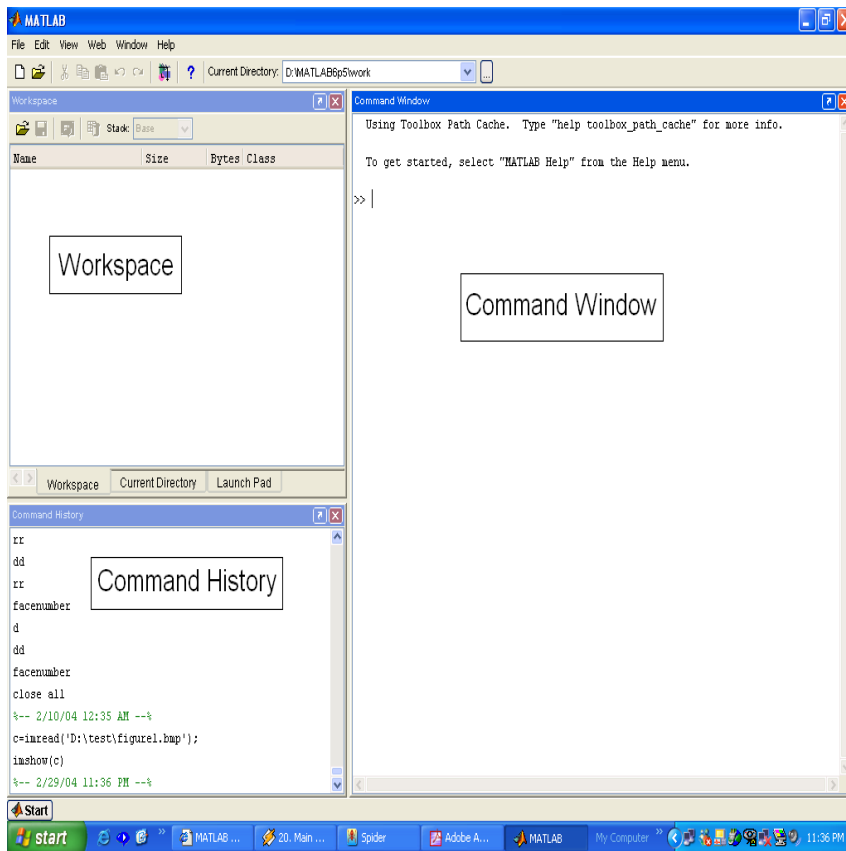 MATLAB
File Edit View Web Window Help
Current Directory: D:\MATLAB6p5\work
Workspace
Stack: Base
Name Size Bytes Class
Workspace
Workspace Current Directory Launch Pad
Command History
rr
dd
rr
facenumber
d
dd
facenumber
close all
%-- 2/10/04 12:35 AM --%
c=imread('D:\test\figure1.bmp');
imshow(c)
%-- 2/29/04 11:36 PM --%
Command History
Command Window
Using Toolbox Path Cache. Type "help toolbox_path_cache" for more info.
To get started, select "MATLAB Help" from the Help menu.
>>
Command Window
Start
start MATLAB ... 20. Main ... Spider Adobe A... MATLAB My Computer » 11:36 PM